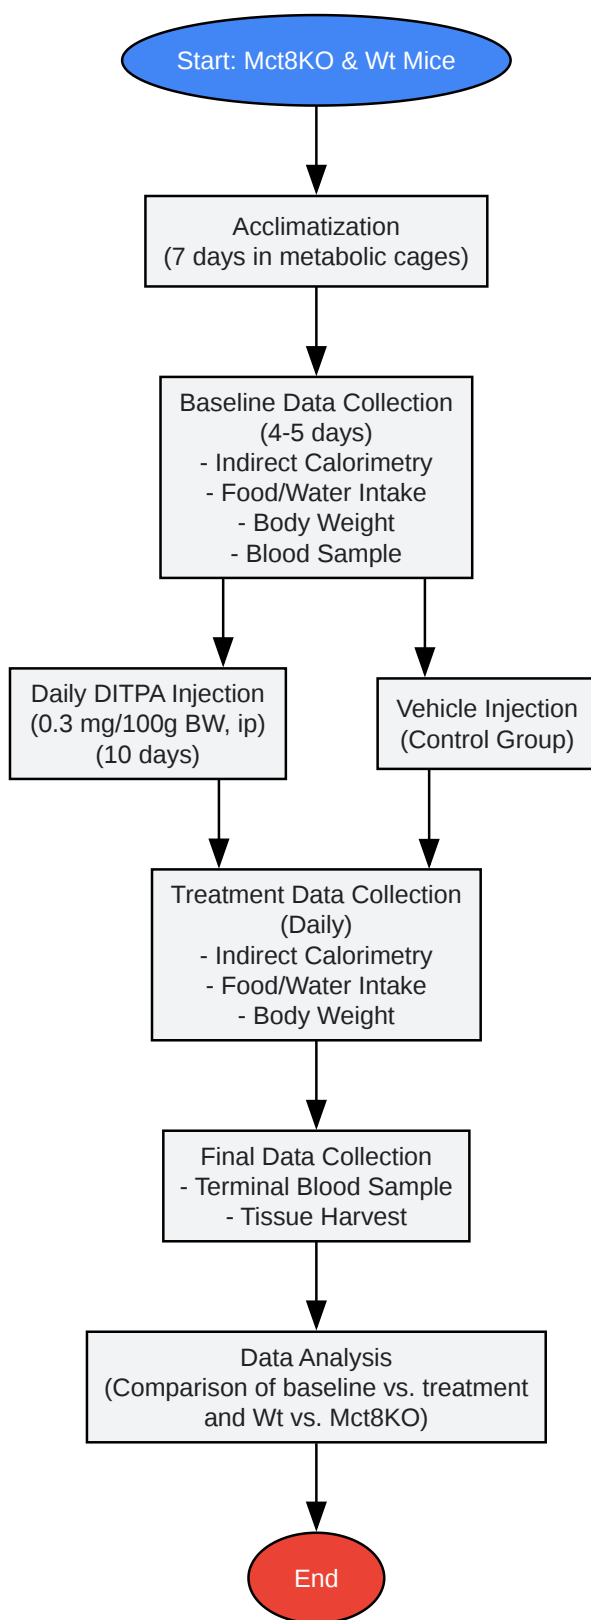 Start: Mct8KO & Wt Mice
Acclimatization
(7 days in metabolic cages)
Baseline Data Collection
(4-5 days)
- Indirect Calorimetry
- Food/Water Intake
- Body Weight
- Blood Sample
Daily DITPA Injection
(0.3 mg/100g BW, ip)
(10 days)
Vehicle Injection
(Control Group)
Treatment Data Collection
(Daily)
- Indirect Calorimetry
- Food/Water Intake
- Body Weight
Final Data Collection
- Terminal Blood Sample
- Tissue Harvest
Data Analysis
(Comparison of baseline vs. treatment
and Wt vs. Mct8KO)
End